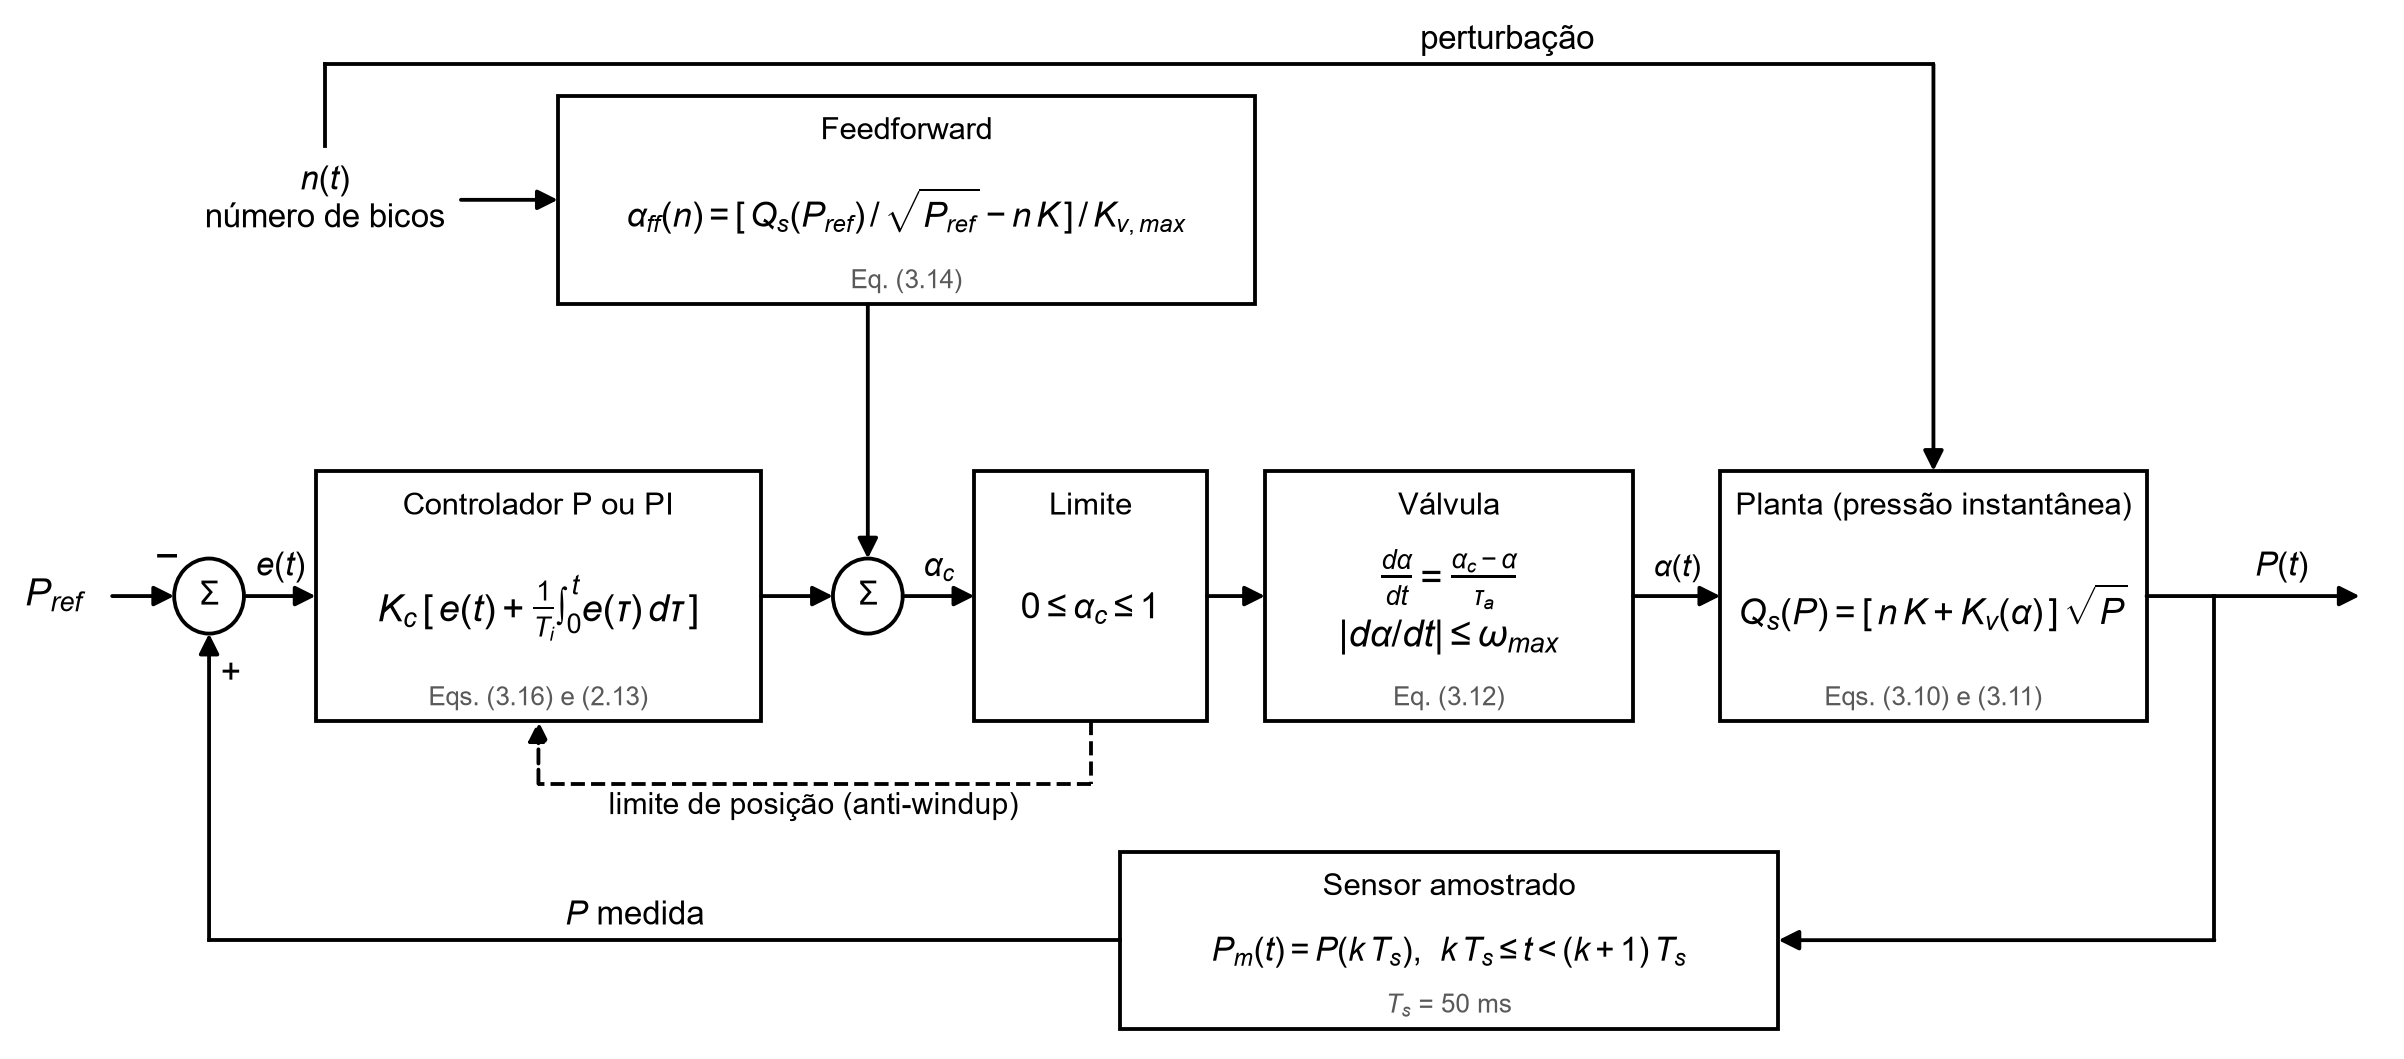 perturbação
Feedforward
n(t)
número de bicos
α_ff(n) = [ Q_s(P_ref) / √P_ref − n K ] / K_v, max
Eq. (3.14)
Controlador P ou PI
Limite
Válvula
Planta (pressão instantânea)
− e(t) α_c α(t) P(t)
dα/dt = (α_c − α)/τ_a
P_ref Σ K_c [ e(t) + 1/T_i ∫_0^t e(τ) dτ ] Σ 0 ≤ α_c ≤ 1 Q_s(P) = [ n K + K_v(α) ] √P
|dα/dt| ≤ ω_max
+
Eqs. (3.16) e (2.13)
Eq. (3.12)
Eqs. (3.10) e (3.11)
limite de posição (anti-windup)
Sensor amostrado
P medida
P_m(t) = P(k T_s), k T_s ≤ t < (k + 1) T_s
T_s = 50 ms